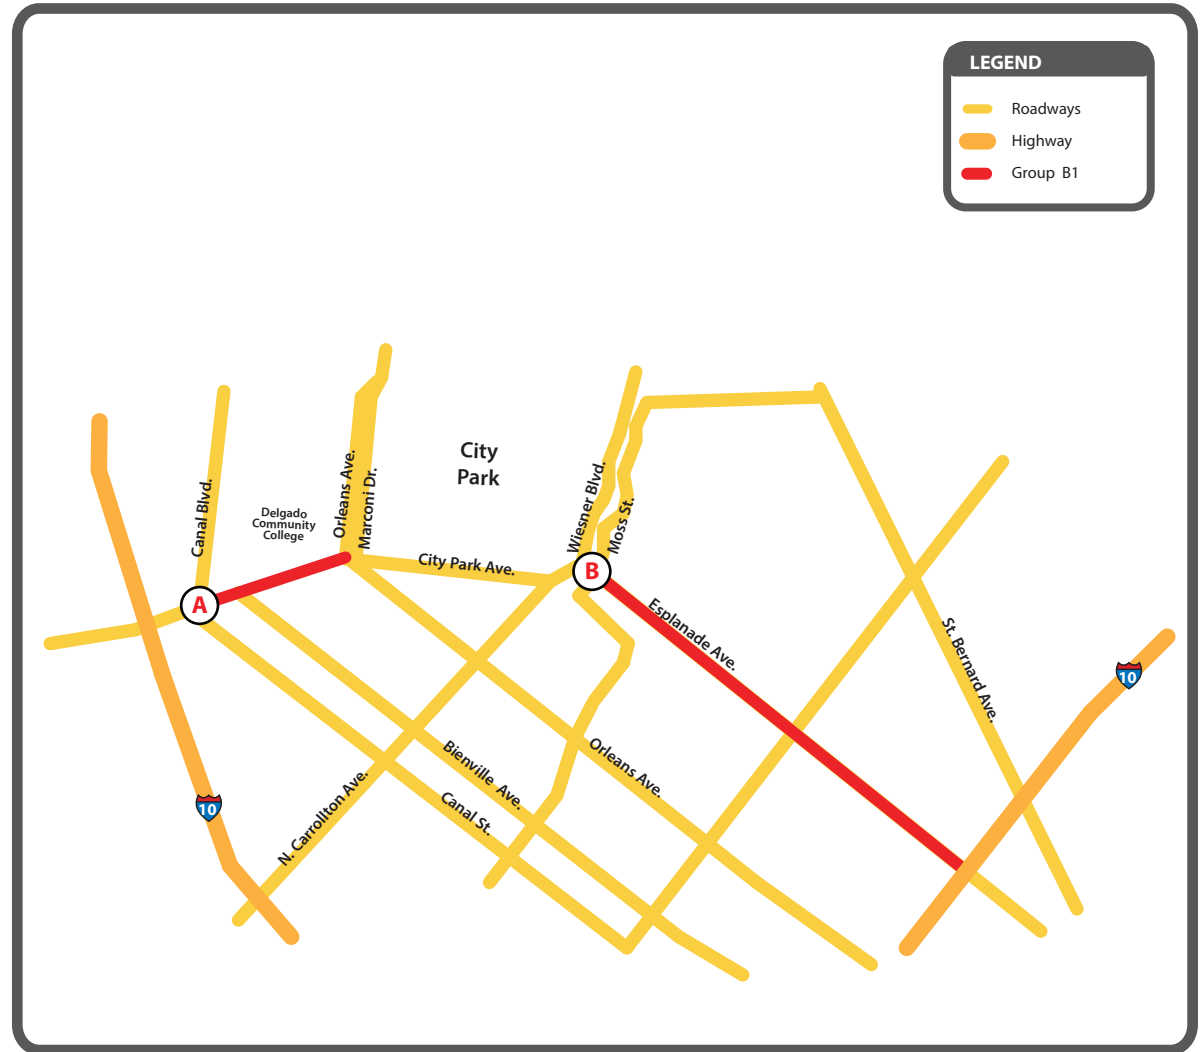 LEGEND
Roadways
Highway
Group B1
City
Park
Canal Blvd.
Delgado
Community
College
Orleans Ave.
Marconi Dr.
Wiesner Blvd.
Moss St.
City Park Ave.
A
B
Esplanade Ave.
St. Bernard Ave.
10
Orleans Ave.
Bienville Ave.
Canal St.
N. Carrollton Ave.
10